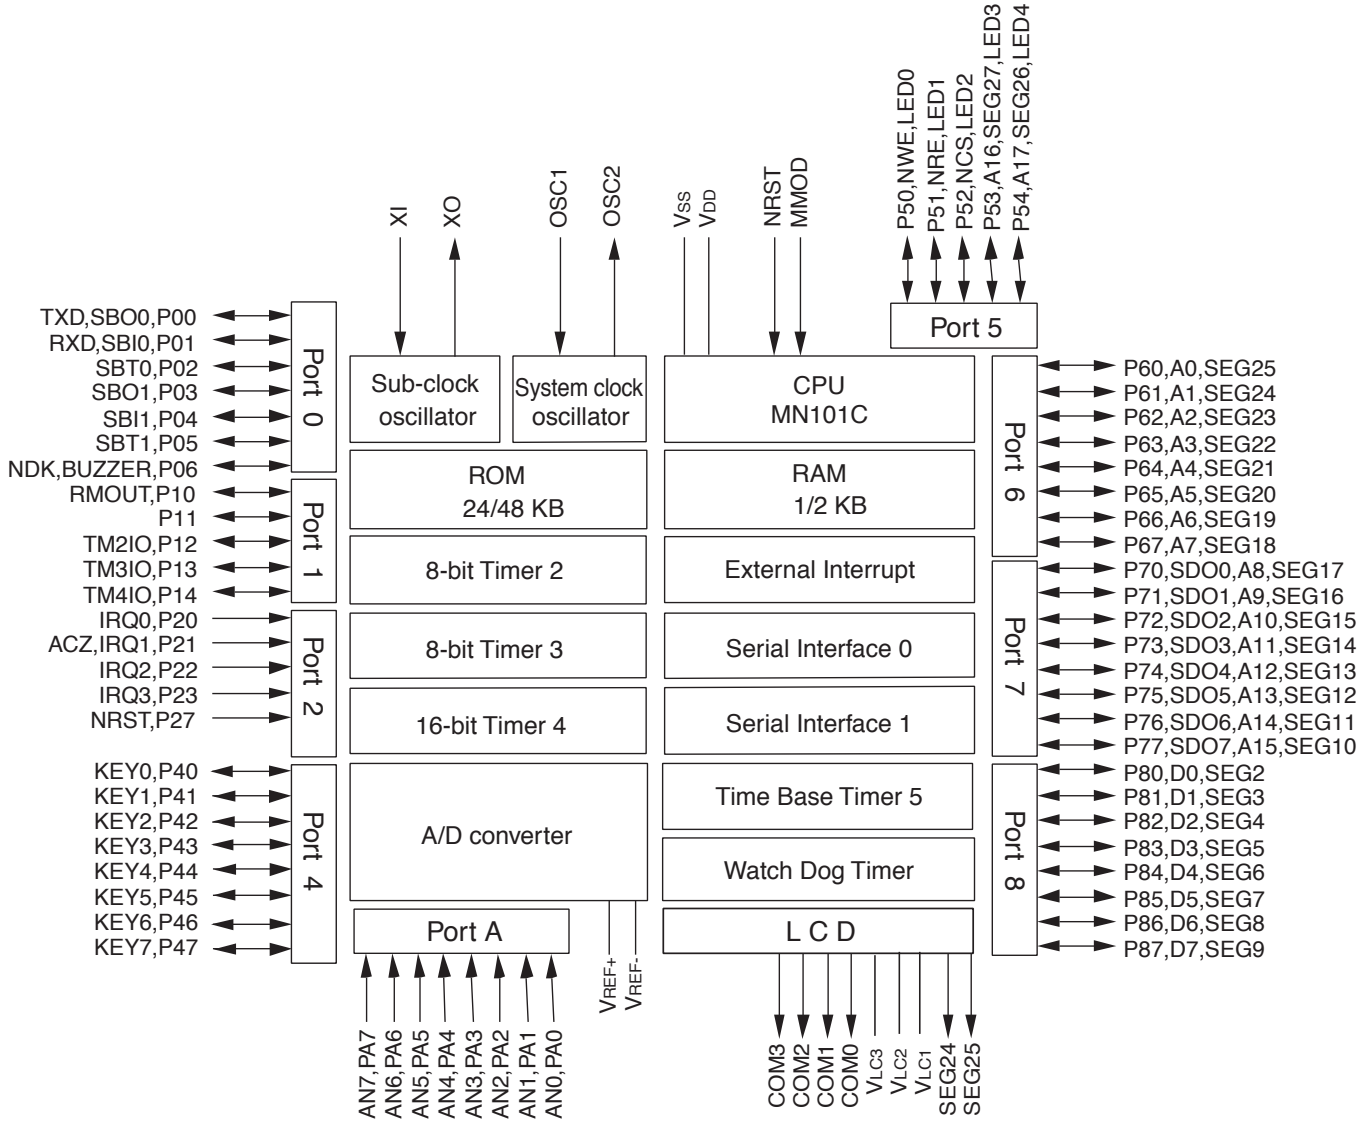 P50,NWE,LED0
P51,NRE,LED1
P52,NCS,LED2
P53,A16,SEG27,LED3
P54,A17,SEG26,LED4
XI
XO
OSC1
OSC2
VSS
VDD
NRST
MMOD
Port 5
TXD,SBO0,P00
RXD,SBI0,P01
SBT0,P02
SBO1,P03
SBI1,P04
SBT1,P05
NDK,BUZZER,P06
Port 0
RMOUT,P10
P11
TM2IO,P12
TM3IO,P13
TM4IO,P14
Port 1
IRQ0,P20
ACZ,IRQ1,P21
IRQ2,P22
IRQ3,P23
NRST,P27
Port 2
KEY0,P40
KEY1,P41
KEY2,P42
KEY3,P43
KEY4,P44
KEY5,P45
KEY6,P46
KEY7,P47
Port 4
Sub-clock
oscillator
System clock
oscillator
CPU
MN101C
ROM
24/48 KB
RAM
1/2 KB
8-bit Timer 2
External Interrupt
8-bit Timer 3
Serial Interface 0
16-bit Timer 4
Serial Interface 1
A/D converter
Time Base Timer 5
Watch Dog Timer
Port A
L C D
Port 6
P60,A0,SEG25
P61,A1,SEG24
P62,A2,SEG23
P63,A3,SEG22
P64,A4,SEG21
P65,A5,SEG20
P66,A6,SEG19
P67,A7,SEG18
Port 7
P70,SDO0,A8,SEG17
P71,SDO1,A9,SEG16
P72,SDO2,A10,SEG15
P73,SDO3,A11,SEG14
P74,SDO4,A12,SEG13
P75,SDO5,A13,SEG12
P76,SDO6,A14,SEG11
P77,SDO7,A15,SEG10
Port 8
P80,D0,SEG2
P81,D1,SEG3
P82,D2,SEG4
P83,D3,SEG5
P84,D4,SEG6
P85,D5,SEG7
P86,D6,SEG8
P87,D7,SEG9
AN7,PA7
AN6,PA6
AN5,PA5
AN4,PA4
AN3,PA3
AN2,PA2
AN1,PA1
AN0,PA0
VREF+
VREF-
COM3
COM2
COM1
COM0
VLC3
VLC2
VLC1
SEG24
SEG25